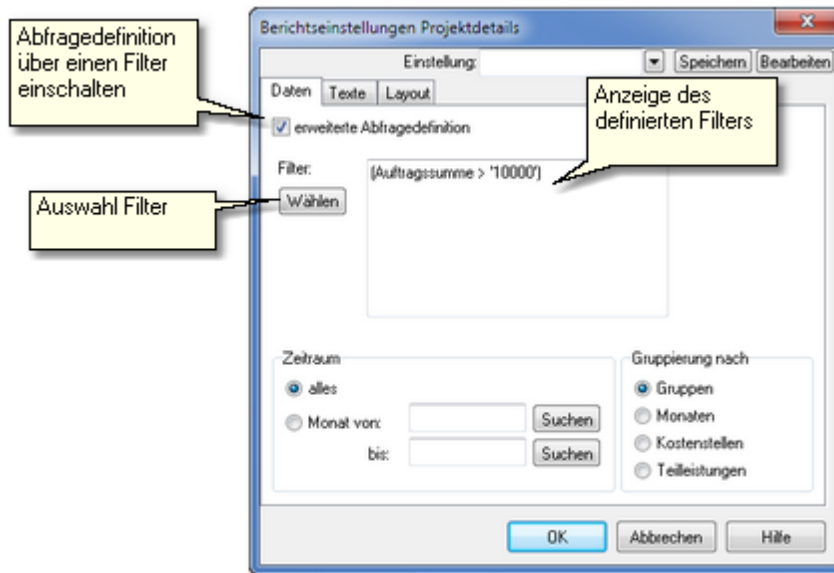 Berichtseinstellungen Projektdetails
Abfragedefinition
über einen Filter
einschalten
Einstellung:
Speichern
Bearbeiten
Daten
Texte
Layout
Anzeige des
definierten Filters
erweiterte Abfragedefinition
Filter:
(Auftragssumme > '10000')
Wählen
Auswahl Filter
Zeitraum
alles
Monat von:
Suchen
bis:
Suchen
Gruppierung nach
Gruppen
Monaten
Kostenstellen
Teilleistungen
OK
Abbrechen
Hilfe